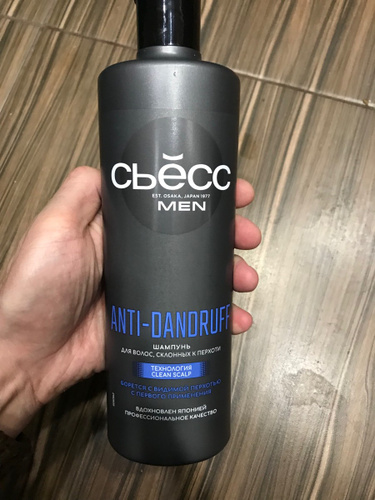 Сьёсс
EST. OSAKA, JAPAN 1977
MEN
ANTI-DANDRUFF
ШАМПУНЬ
ДЛЯ ВОЛОС, СКЛОННЫХ К ПЕРХОТИ
ТЕХНОЛОГИЯ
CLEAN SCALP
БОРЕТСЯ С ВИДИМОЙ ПЕРХОТЬЮ
С ПЕРВОГО ПРИМЕНЕНИЯ
ВДОХНОВЛЕН ЯПОНИЕЙ
ПРОФЕССИОНАЛЬНОЕ КАЧЕСТВО